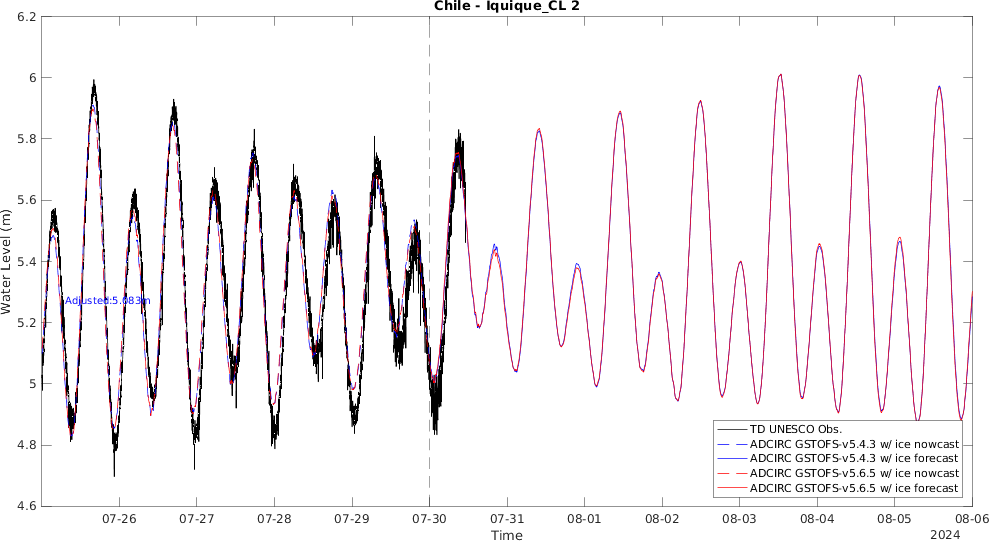 Chile - Iquique_CL 2
Water Level (m)
6.2
6
5.8
5.6
5.4
5.2
5
4.8
4.6
Adjusted:5.083m
TD UNESCO Obs.
ADCIRC GSTOFS-v5.4.3 w/ ice nowcast
ADCIRC GSTOFS-v5.4.3 w/ ice forecast
ADCIRC GSTOFS-v5.6.5 w/ ice nowcast
ADCIRC GSTOFS-v5.6.5 w/ ice forecast
07-26 07-27 07-28 07-29 07-30 07-31 08-01 08-02 08-03 08-04 08-05 08-06
Time
2024